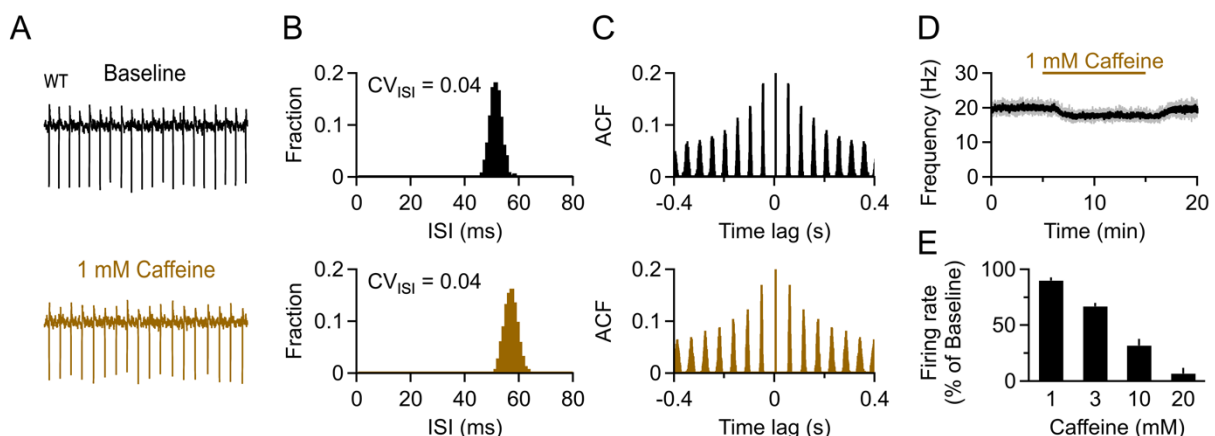 A
WT
Baseline
1 mM Caffeine
B
CV_ISI = 0.04
Fraction
0.2
0.1
0
0 20 40 60 80
ISI (ms)
CV_ISI = 0.04
Fraction
0.2
0.1
0
0 20 40 60 80
ISI (ms)
C
ACF
0.2
0.1
0
-0.4 0 0.4
Time lag (s)
ACF
0.2
0.1
0
-0.4 0 0.4
Time lag (s)
D
1 mM Caffeine
Frequency (Hz)
30
20
10
0
0 10 20
Time (min)
E
Firing rate
(% of Baseline)
100
50
0
1 3 10 20
Caffeine (mM)